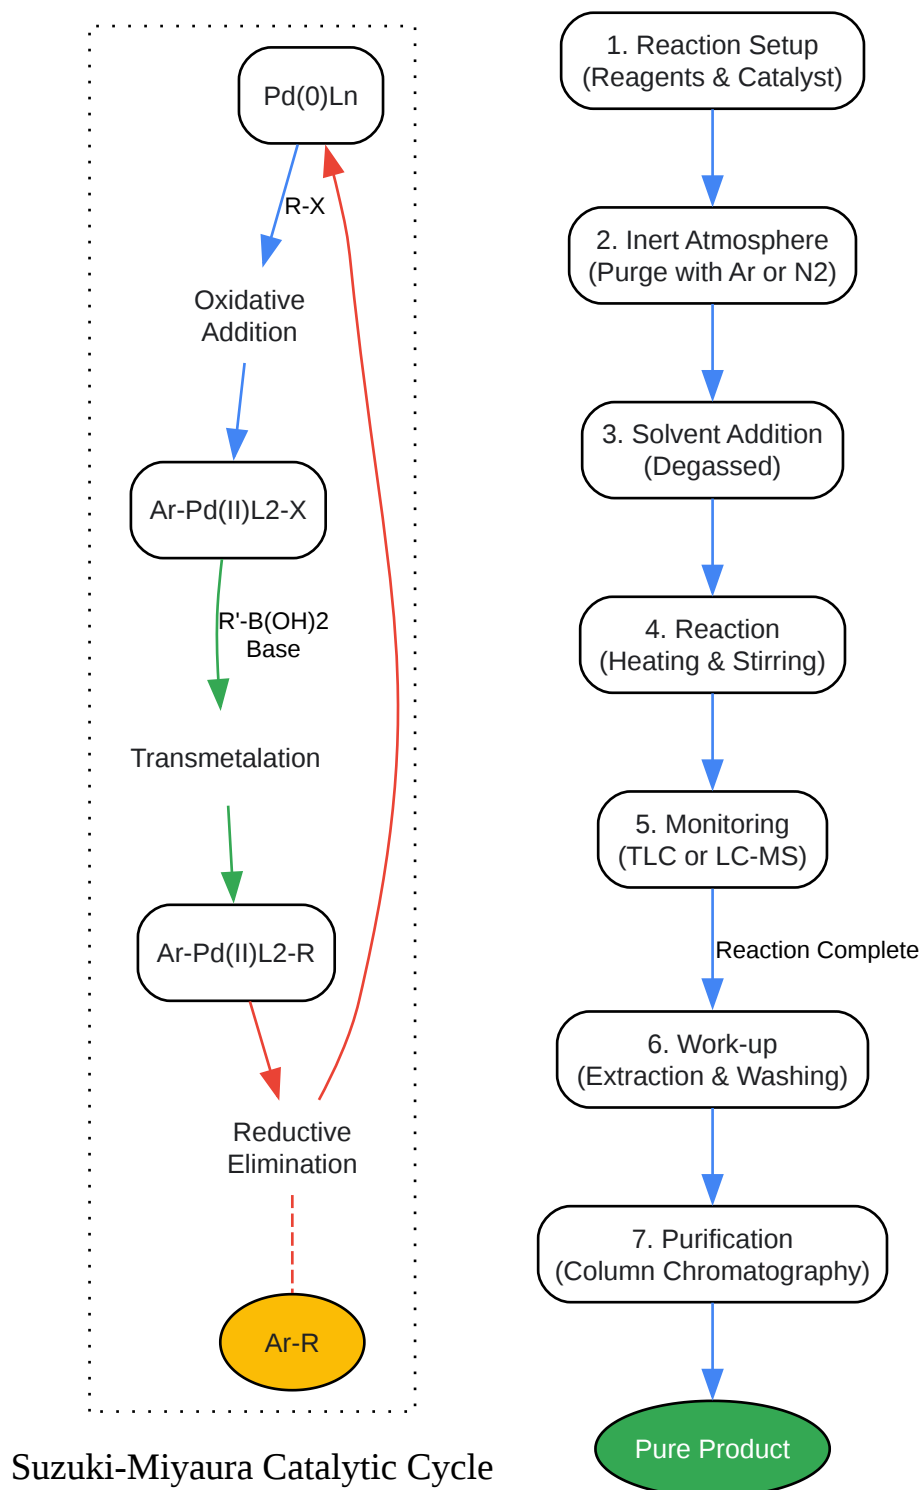 Pd(0)Ln
R-X
Oxidative
Addition
Ar-Pd(II)L2-X
R'-B(OH)2
Base
Transmetalation
Ar-Pd(II)L2-R
Reductive
Elimination
Ar-R
Suzuki-Miyaura Catalytic Cycle
1. Reaction Setup
(Reagents & Catalyst)
2. Inert Atmosphere
(Purge with Ar or N2)
3. Solvent Addition
(Degassed)
4. Reaction
(Heating & Stirring)
5. Monitoring
(TLC or LC-MS)
Reaction Complete
6. Work-up
(Extraction & Washing)
7. Purification
(Column Chromatography)
Pure Product